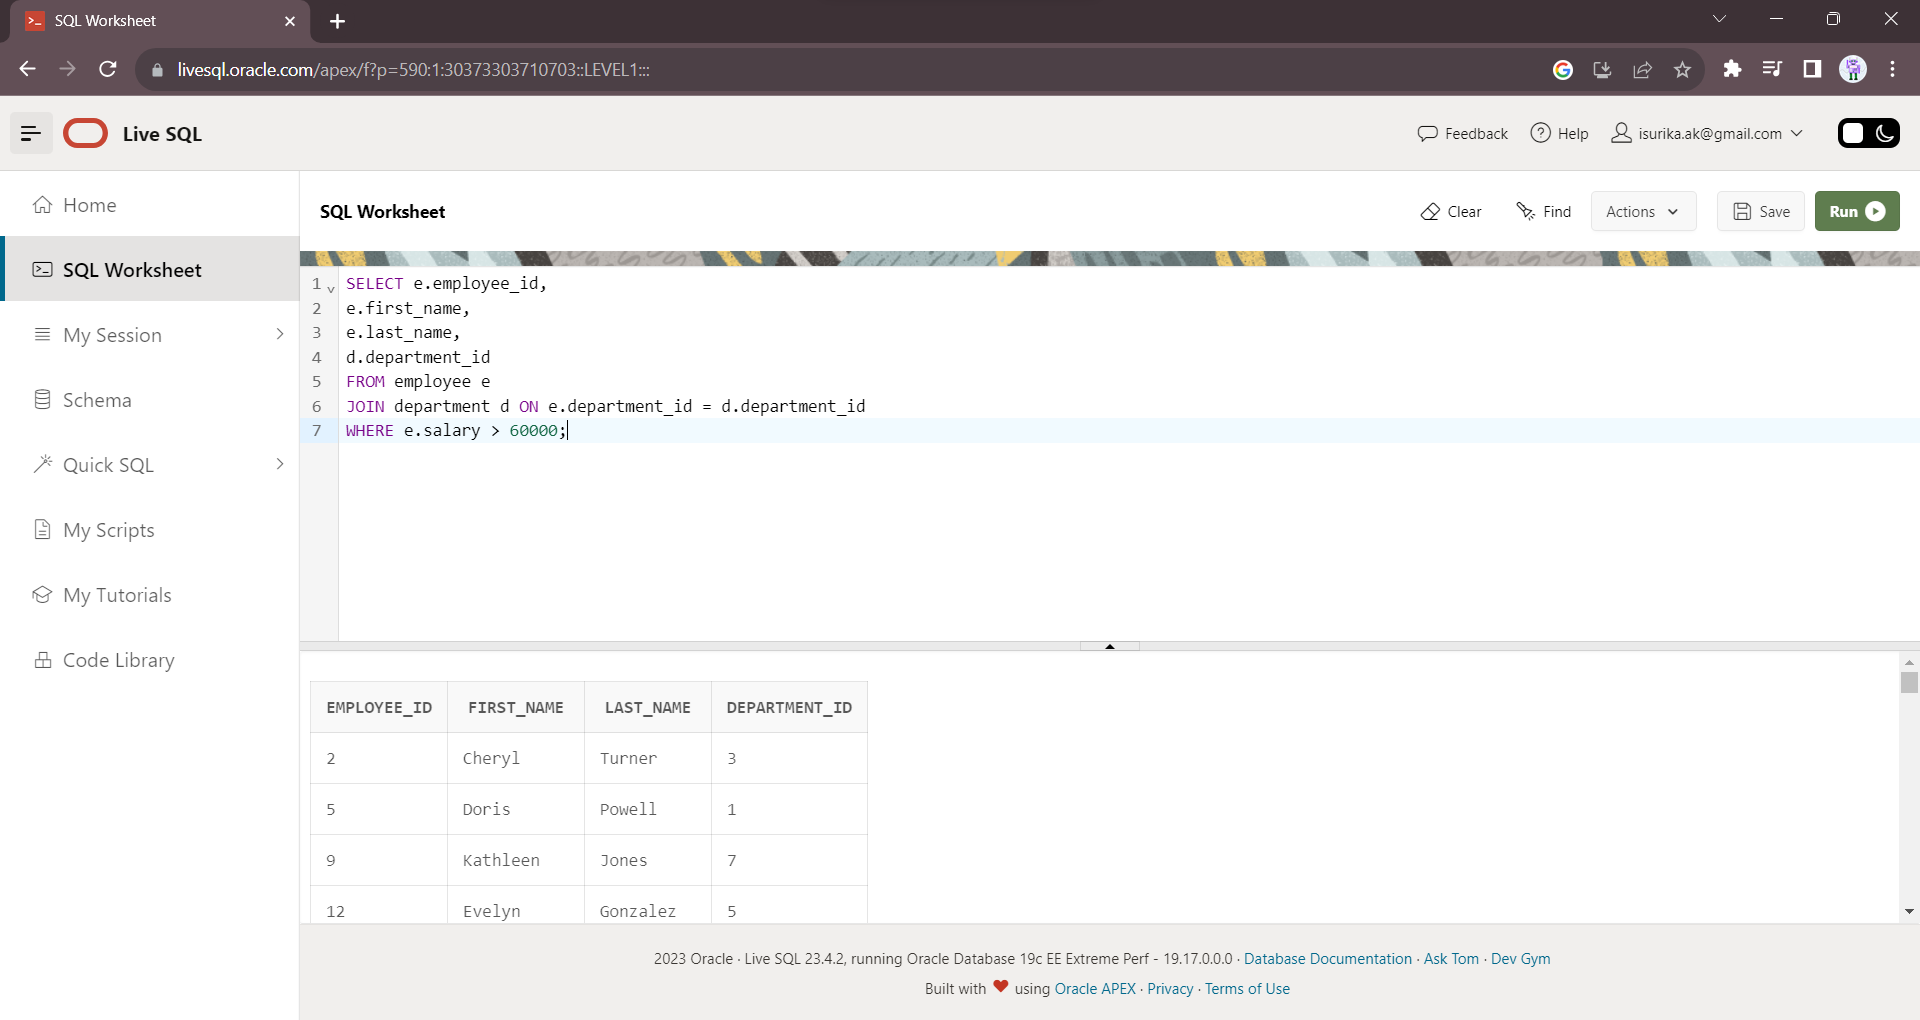 SQL Worksheet
livesql.oracle.com/apex/f?p=590:1:30373303710703::LEVEL1:::
Live SQL
Feedback
Help
isurika.ak@gmail.com
Home
SQL Worksheet
My Session
Schema
Quick SQL
My Scripts
My Tutorials
Code Library
SQL Worksheet
Clear
Find
Actions
Save
Run
1 SELECT e.employee_id,
2 e.first_name,
3 e.last_name,
4 d.department_id
5 FROM employee e
6 JOIN department d ON e.department_id = d.department_id
7 WHERE e.salary > 60000;
EMPLOYEE_ID FIRST_NAME LAST_NAME DEPARTMENT_ID
2 Cheryl Turner 3
5 Doris Powell 1
9 Kathleen Jones 7
12 Evelyn Gonzalez 5
2023 Oracle · Live SQL 23.4.2, running Oracle Database 19c EE Extreme Perf - 19.17.0.0.0 · Database Documentation · Ask Tom · Dev Gym
Built with ❤ using Oracle APEX · Privacy · Terms of Use